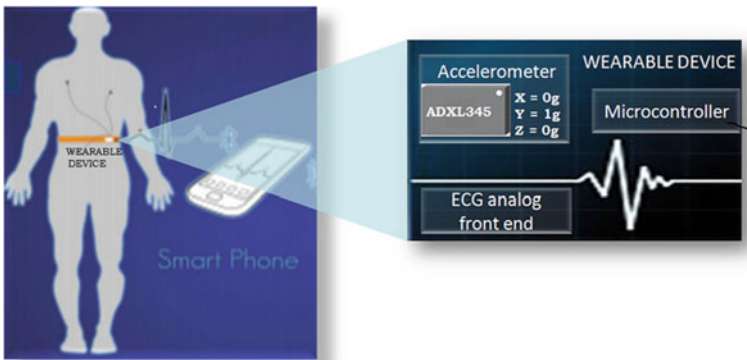 WEARABLE
DEVICE
Smart Phone
WEARABLE DEVICE
Accelerometer
ADXL345
X = 0g
Y = 1g
Z = 0g
Microcontroller
ECG analog
front end